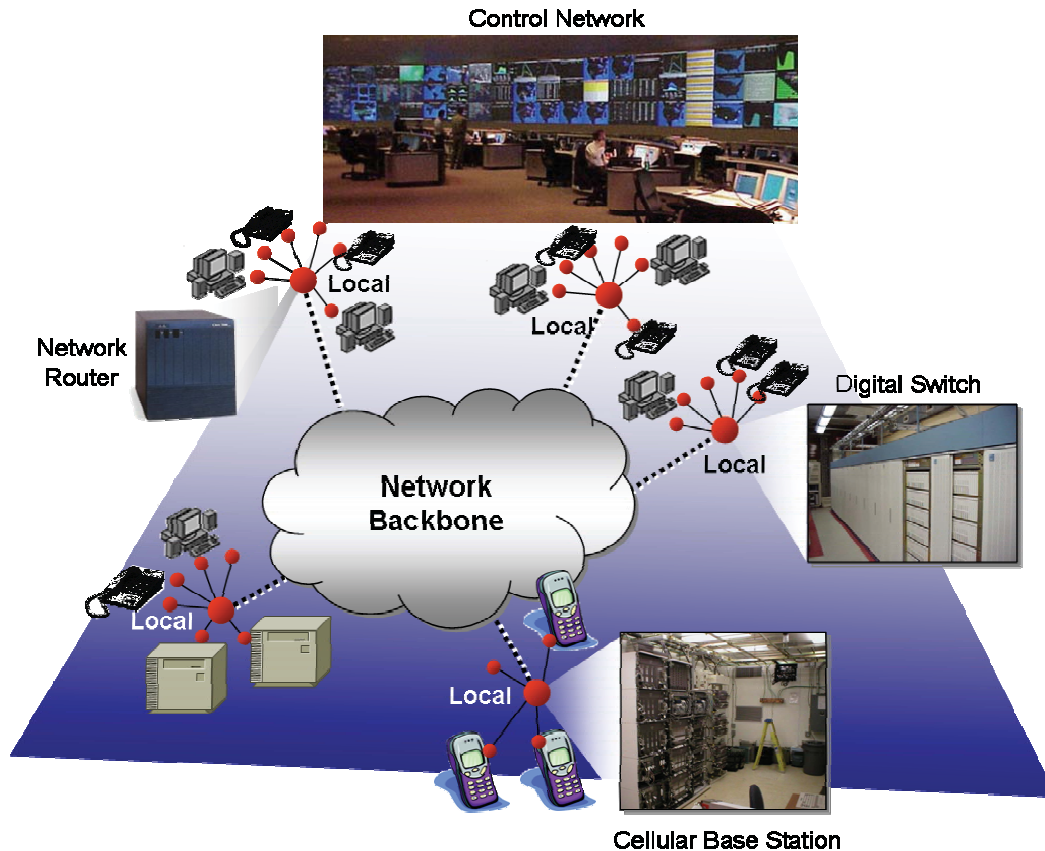 Control Network
Local
Local
Network
Router
Digital Switch
Local
Network
Backbone
Local
Local
Cellular Base Station